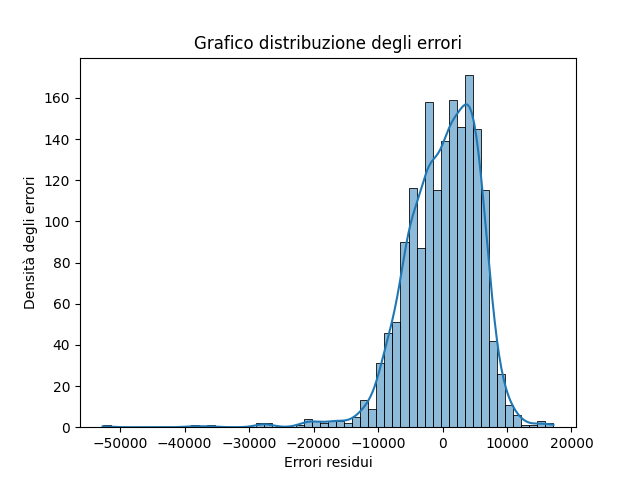 Grafico distribuzione degli errori
Densità degli errori
160
140
120
100
80
60
40
20
0
−50000 −40000 −30000 −20000 −10000 0 10000 20000
Errori residui